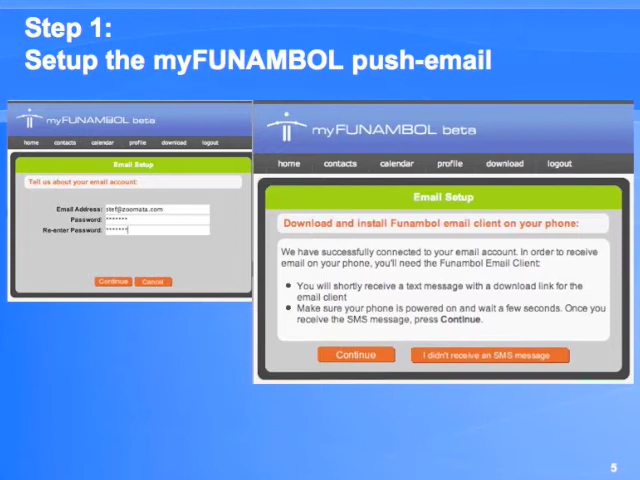 Step 1:
Setup the myFUNAMBOL push-email
myFUNAMBOL beta
home contacts calendar profile download logout
Email Setup
Tell us about your email account:
Email Address: stef@zoomata.com
Password: *******
Re-enter Password: *******
Continue Cancel
myFUNAMBOL beta
home contacts calendar profile download logout
Email Setup
Download and install Funambol email client on your phone:
We have successfully connected to your email account. In order to receive
email on your phone, you'll need the Funambol Email Client:
You will shortly receive a text message with a download link for the
email client
Make sure your phone is powered on and wait a few seconds. Once you
receive the SMS message, press Continue.
Continue I didn't receive an SMS message
5